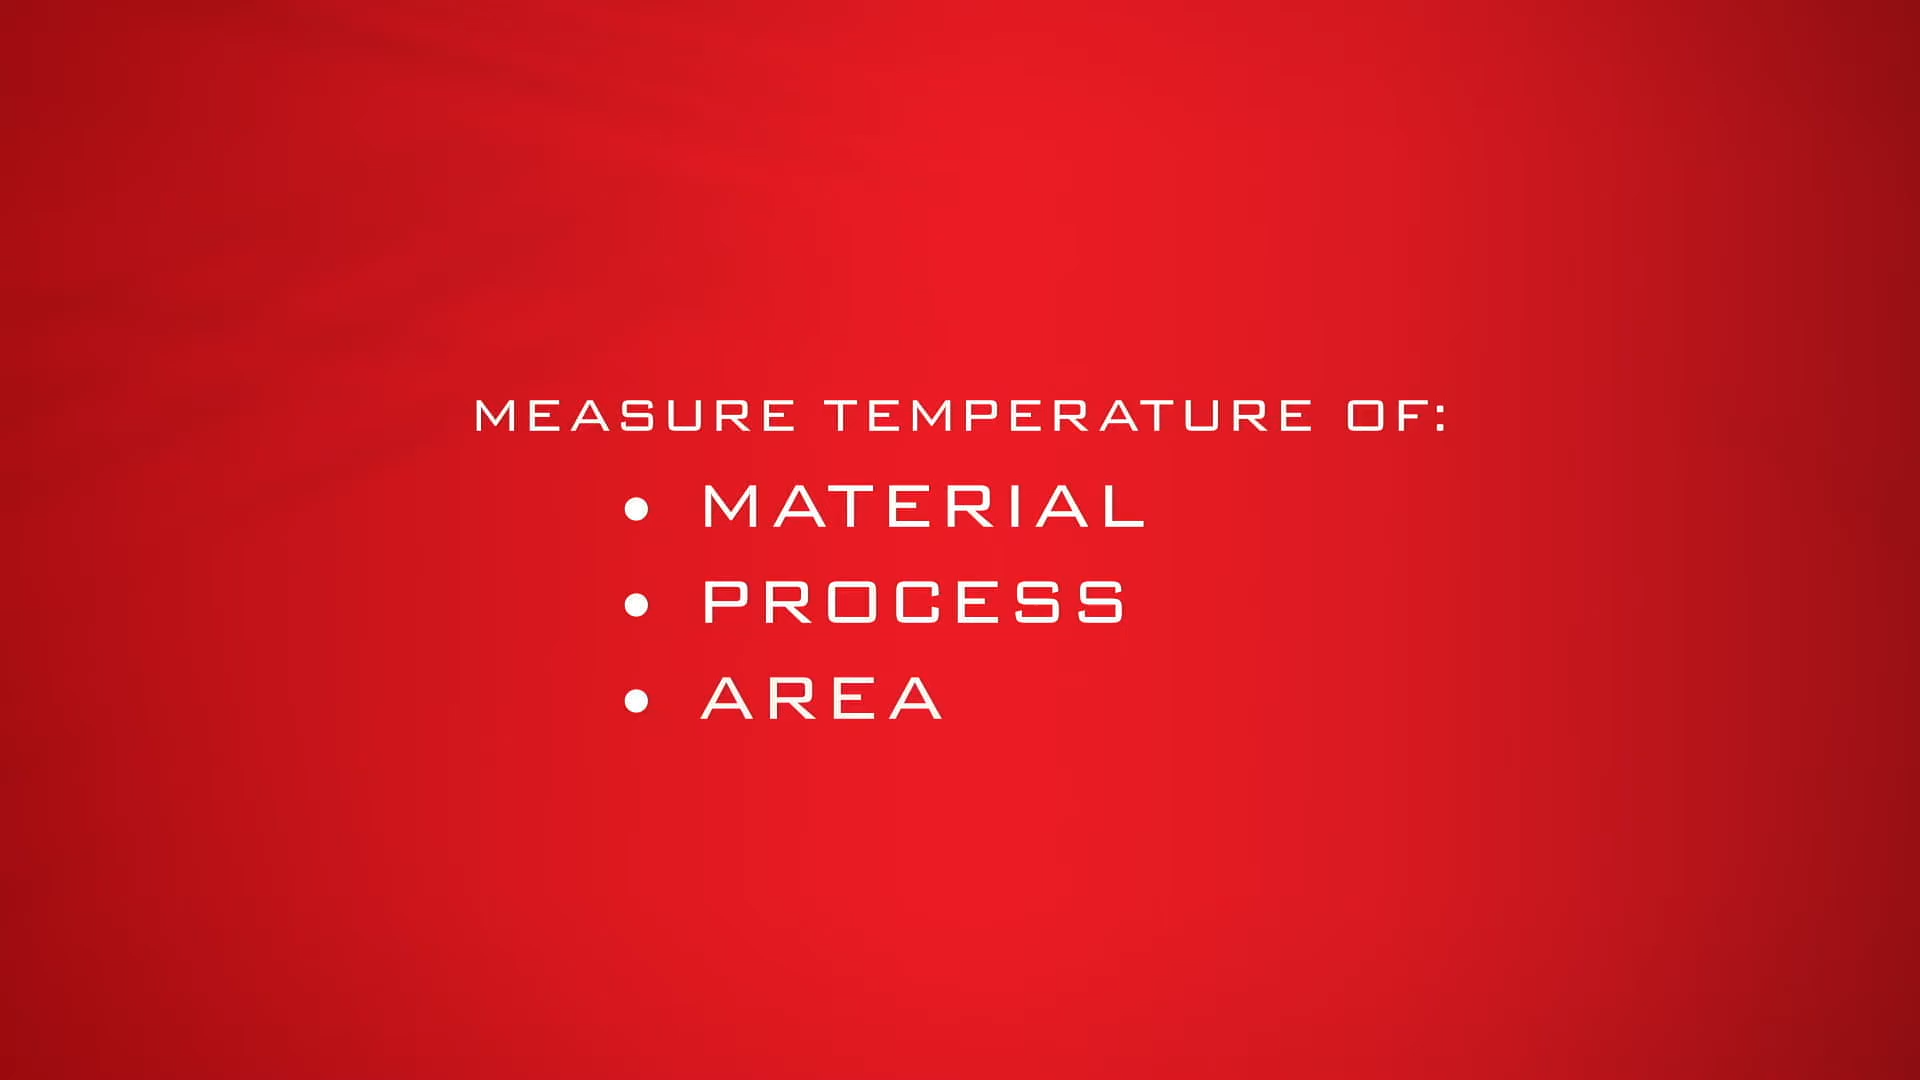 MEASURE TEMPERATURE OF:
• MATERIAL
• PROCESS
• AREA